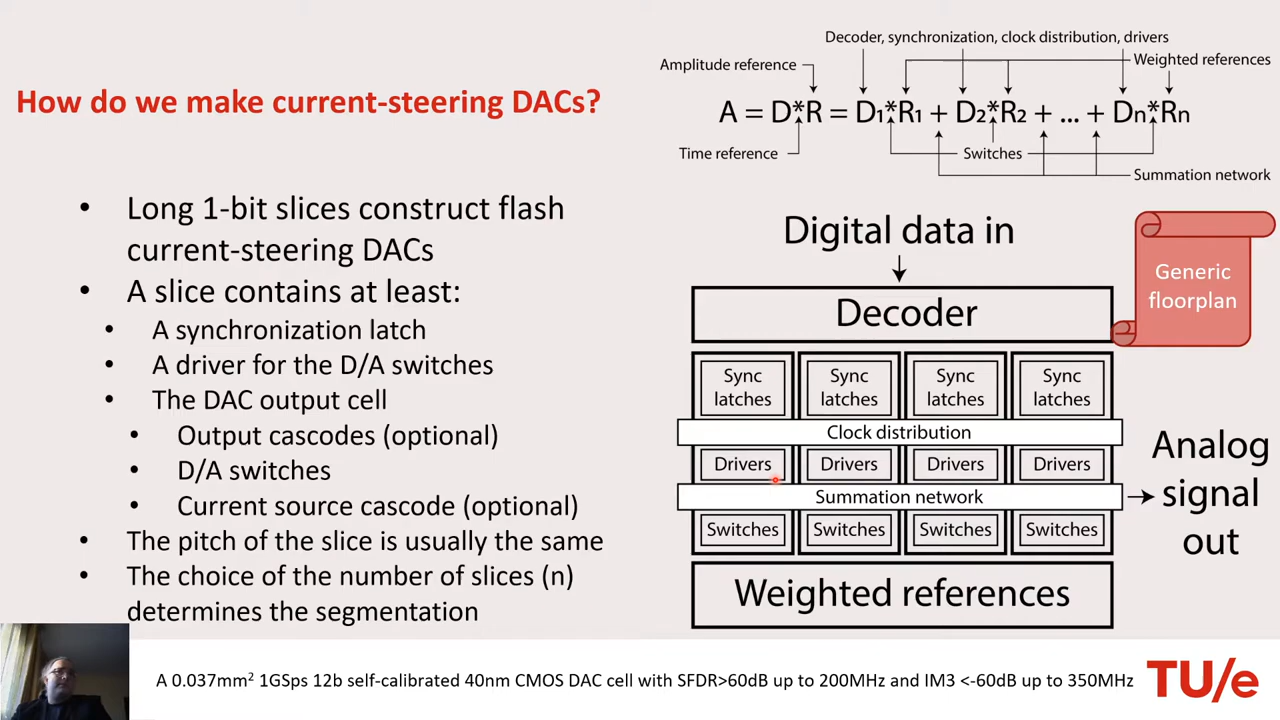 How do we make current-steering DACs?
• Long 1-bit slices construct flash
current-steering DACs
• A slice contains at least:
• A synchronization latch
• A driver for the D/A switches
• The DAC output cell
• Output cascodes (optional)
• D/A switches
• Current source cascode (optional)
• The pitch of the slice is usually the same
• The choice of the number of slices (n)
determines the segmentation
Decoder, synchronization, clock distribution, drivers
Amplitude reference
Weighted references
A = D*R = D₁*R₁ + D₂*R₂ + ... + Dn*Rn
Time reference
Switches
Summation network
Digital data in
Generic
floorplan
Decoder
Sync Sync Sync Sync
latches latches latches latches
Clock distribution
Drivers Drivers Drivers Drivers
Summation network
Switches Switches Switches Switches
Weighted references
Analog
signal
out
A 0.037mm² 1GSps 12b self-calibrated 40nm CMOS DAC cell with SFDR>60dB up to 200MHz and IM3 <-60dB up to 350MHz
TU/e